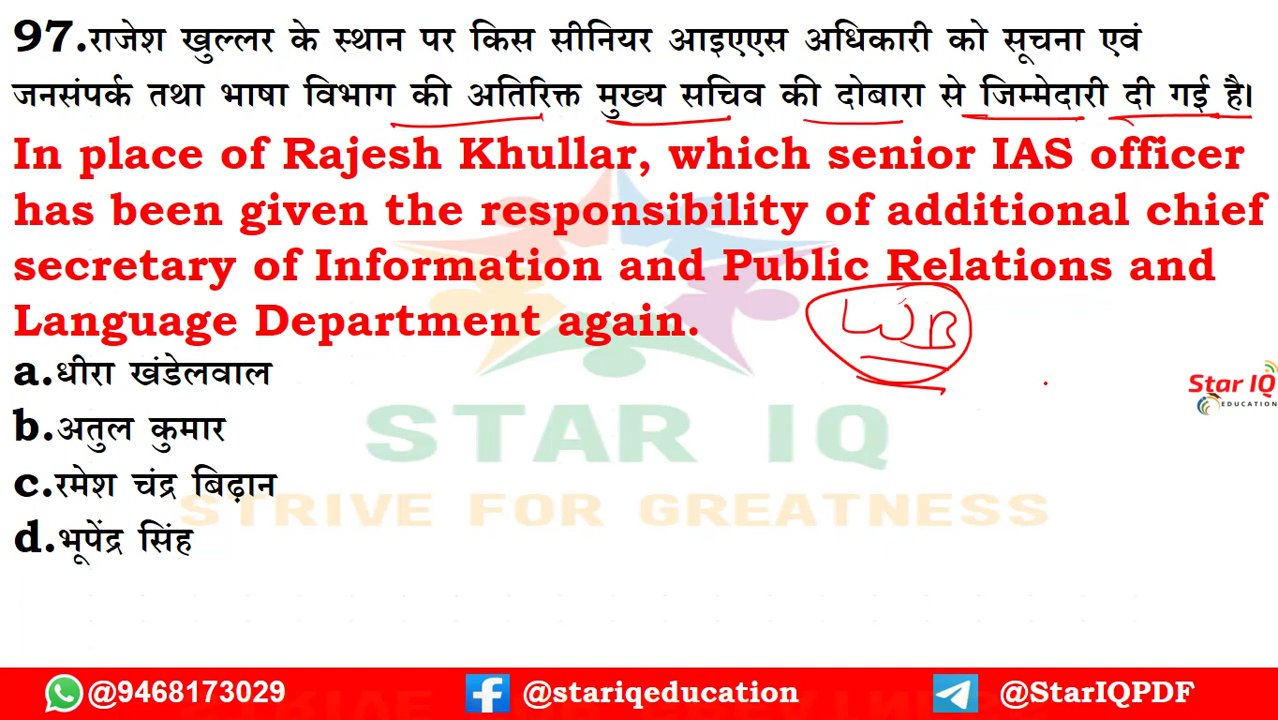 97.राजेश खुल्लर के स्थान पर किस सीनियर आइएएस अधिकारी को सूचना एवं
जनसंपर्क तथा भाषा विभाग की अतिरिक्त मुख्य सचिव की दोबारा से जिम्मेदारी दी गई है।
In place of Rajesh Khullar, which senior IAS officer
has been given the responsibility of additional chief
secretary of Information and Public Relations and
Language Department again.
WB
a.धीरा खंडेलवाल
b.अतुल कुमार
c.रमेश चंद्र बिढ़ान
d.भूपेंद्र सिंह
Star IQ
EDUCATION
STAR IQ
STRIVE FOR GREATNESS
@9468173029
@stariqeducation
@StarIQPDF